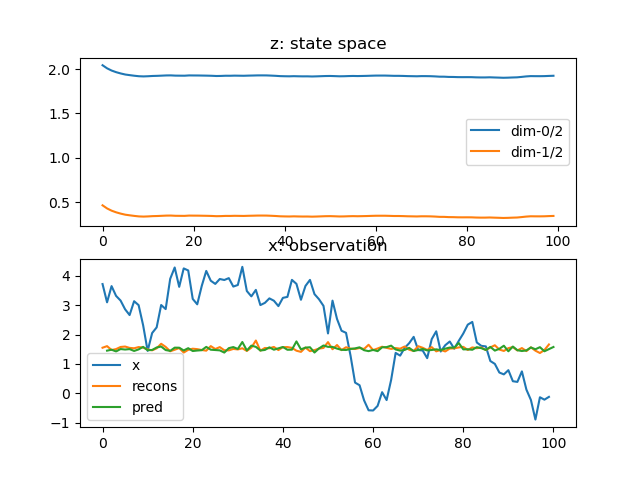 z: state space
2.0
1.5
1.0
0.5
dim-0/2
dim-1/2
0 20 40 60 80 100
x: observation
4
3
2
1
0
−1
x
recons
pred
0 20 40 60 80 100